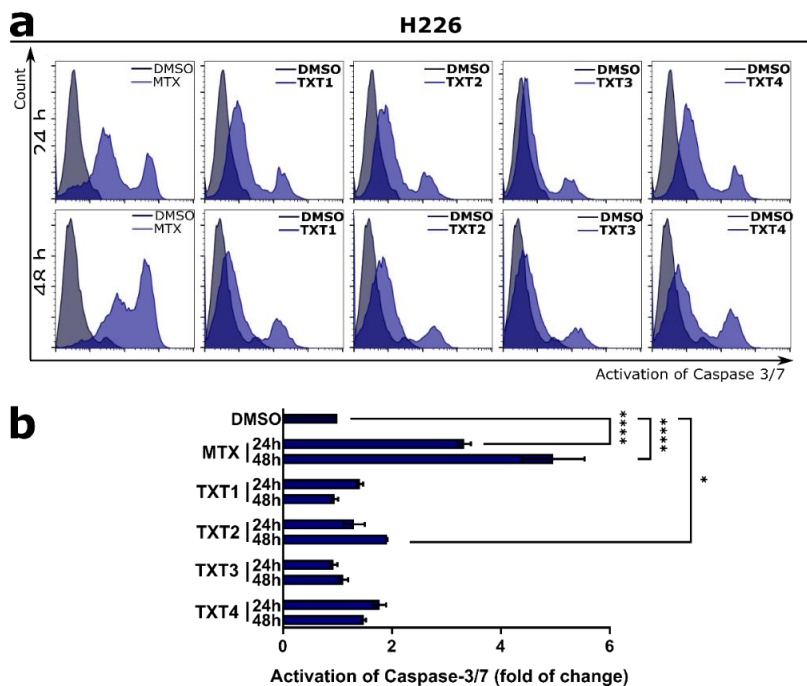 a
H226
Count
24 h
DMSO
MTX
DMSO
TXT1
DMSO
TXT2
DMSO
TXT3
DMSO
TXT4
48 h
DMSO
MTX
DMSO
TXT1
DMSO
TXT2
DMSO
TXT3
DMSO
TXT4
Activation of Caspase 3/7
b
DMSO
MTX
24h
48h
TXT1
24h
48h
TXT2
24h
48h
TXT3
24h
48h
TXT4
24h
48h
****
****
*
0 2 4 6
Activation of Caspase-3/7 (fold of change)